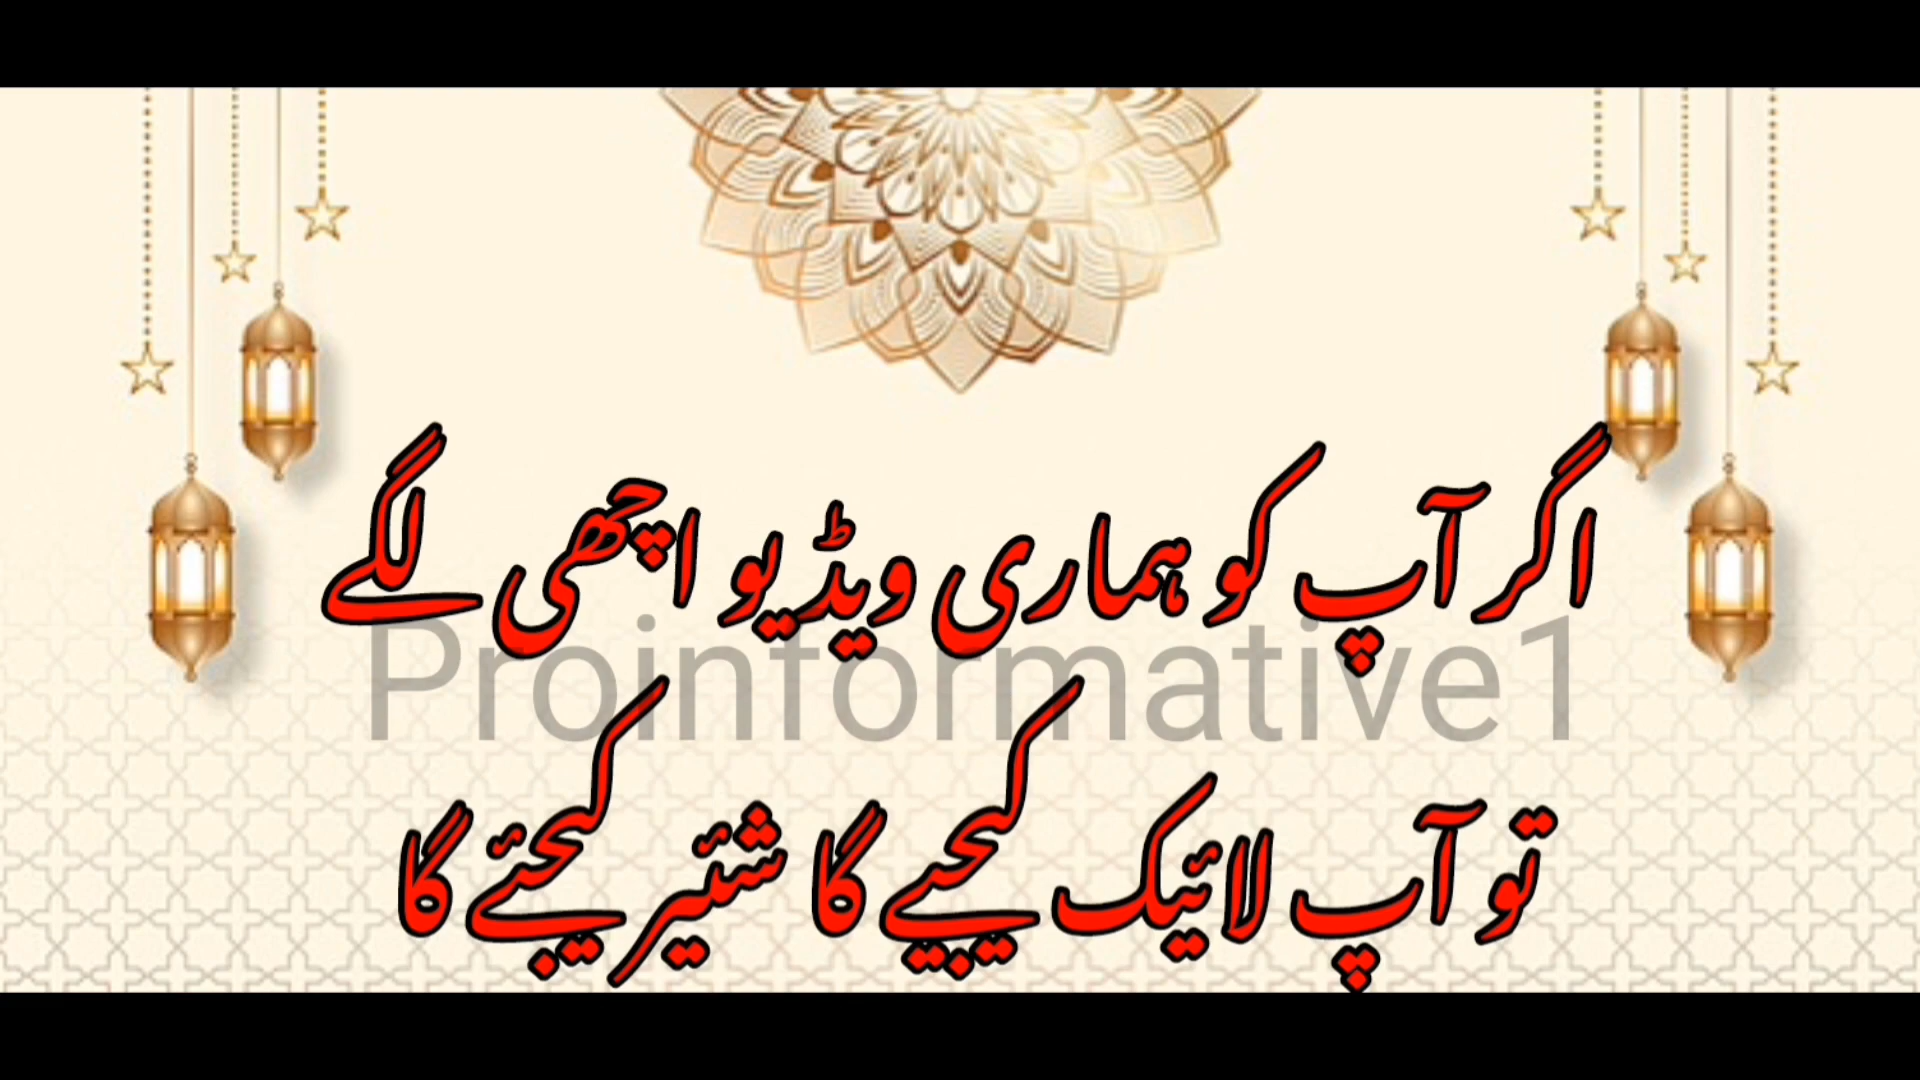 اگر آپ کو ہماری ویڈیو اچھی لگے
Proinformative1
تو آپ لائیک کیجیے گا شئیر کیجئے گا